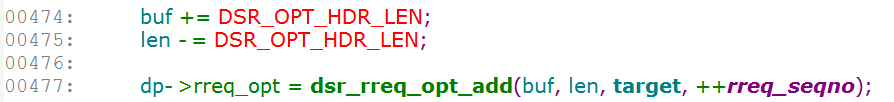 00474: buf += DSR_OPT_HDR_LEN;
00475: len -= DSR_OPT_HDR_LEN;
00476:
00477: dp->rreq_opt = dsr_rreq_opt_add(buf, len, target, ++rreq_seqno);